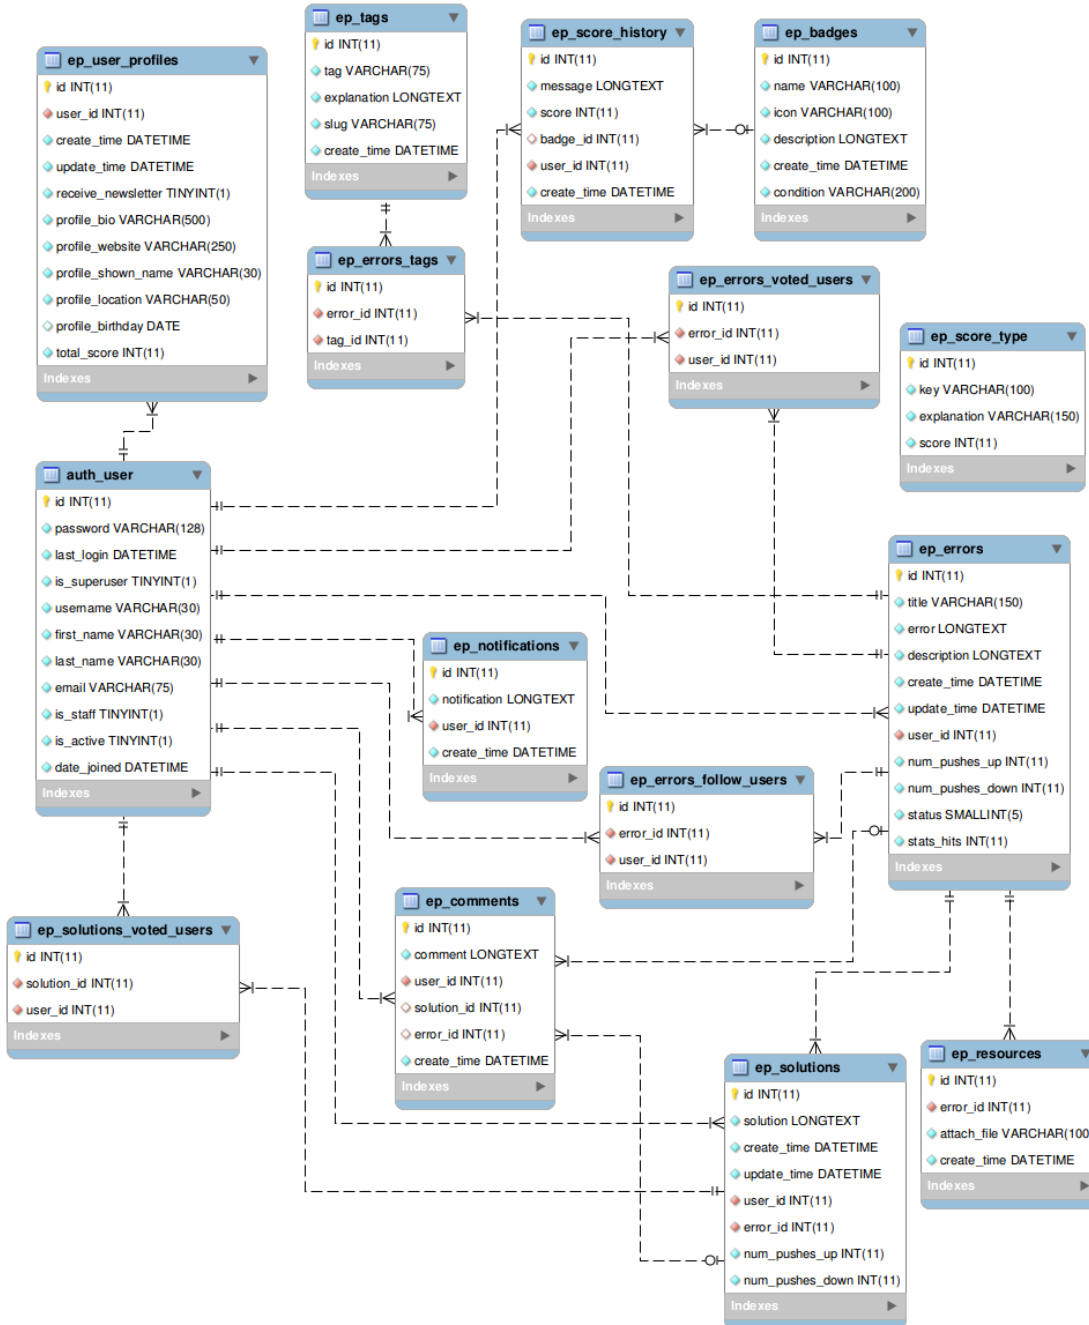 ep_tags
id INT(11)
tag VARCHAR(75)
explanation LONGTEXT
slug VARCHAR(75)
create_time DATETIME
Indexes
ep_score_history
id INT(11)
message LONGTEXT
score INT(11)
badge_id INT(11)
user_id INT(11)
create_time DATETIME
Indexes
ep_badges
id INT(11)
name VARCHAR(100)
icon VARCHAR(100)
description LONGTEXT
create_time DATETIME
condition VARCHAR(200)
Indexes
ep_user_profiles
id INT(11)
user_id INT(11)
create_time DATETIME
update_time DATETIME
receive_newsletter TINYINT(1)
profile_bio VARCHAR(500)
profile_website VARCHAR(250)
profile_shown_name VARCHAR(30)
profile_location VARCHAR(50)
profile_birthday DATE
total_score INT(11)
Indexes
ep_errors_tags
id INT(11)
error_id INT(11)
tag_id INT(11)
Indexes
ep_errors_voted_users
id INT(11)
error_id INT(11)
user_id INT(11)
Indexes
ep_score_type
id INT(11)
key VARCHAR(100)
explanation VARCHAR(150)
score INT(11)
Indexes
auth_user
id INT(11)
password VARCHAR(128)
last_login DATETIME
is_superuser TINYINT(1)
username VARCHAR(30)
first_name VARCHAR(30)
last_name VARCHAR(30)
email VARCHAR(75)
is_staff TINYINT(1)
is_active TINYINT(1)
date_joined DATETIME
Indexes
ep_errors
id INT(11)
title VARCHAR(150)
error LONGTEXT
description LONGTEXT
create_time DATETIME
update_time DATETIME
user_id INT(11)
num_pushes_up INT(11)
num_pushes_down INT(11)
status SMALLINT(5)
stats_hits INT(11)
Indexes
ep_notifications
id INT(11)
notification LONGTEXT
user_id INT(11)
create_time DATETIME
Indexes
ep_errors_follow_users
id INT(11)
error_id INT(11)
user_id INT(11)
Indexes
ep_comments
id INT(11)
comment LONGTEXT
user_id INT(11)
solution_id INT(11)
error_id INT(11)
create_time DATETIME
Indexes
ep_solutions_voted_users
id INT(11)
solution_id INT(11)
user_id INT(11)
Indexes
ep_solutions
id INT(11)
solution LONGTEXT
create_time DATETIME
update_time DATETIME
user_id INT(11)
error_id INT(11)
num_pushes_up INT(11)
num_pushes_down INT(11)
Indexes
ep_resources
id INT(11)
error_id INT(11)
attach_file VARCHAR(100
create_time DATETIME
Indexes